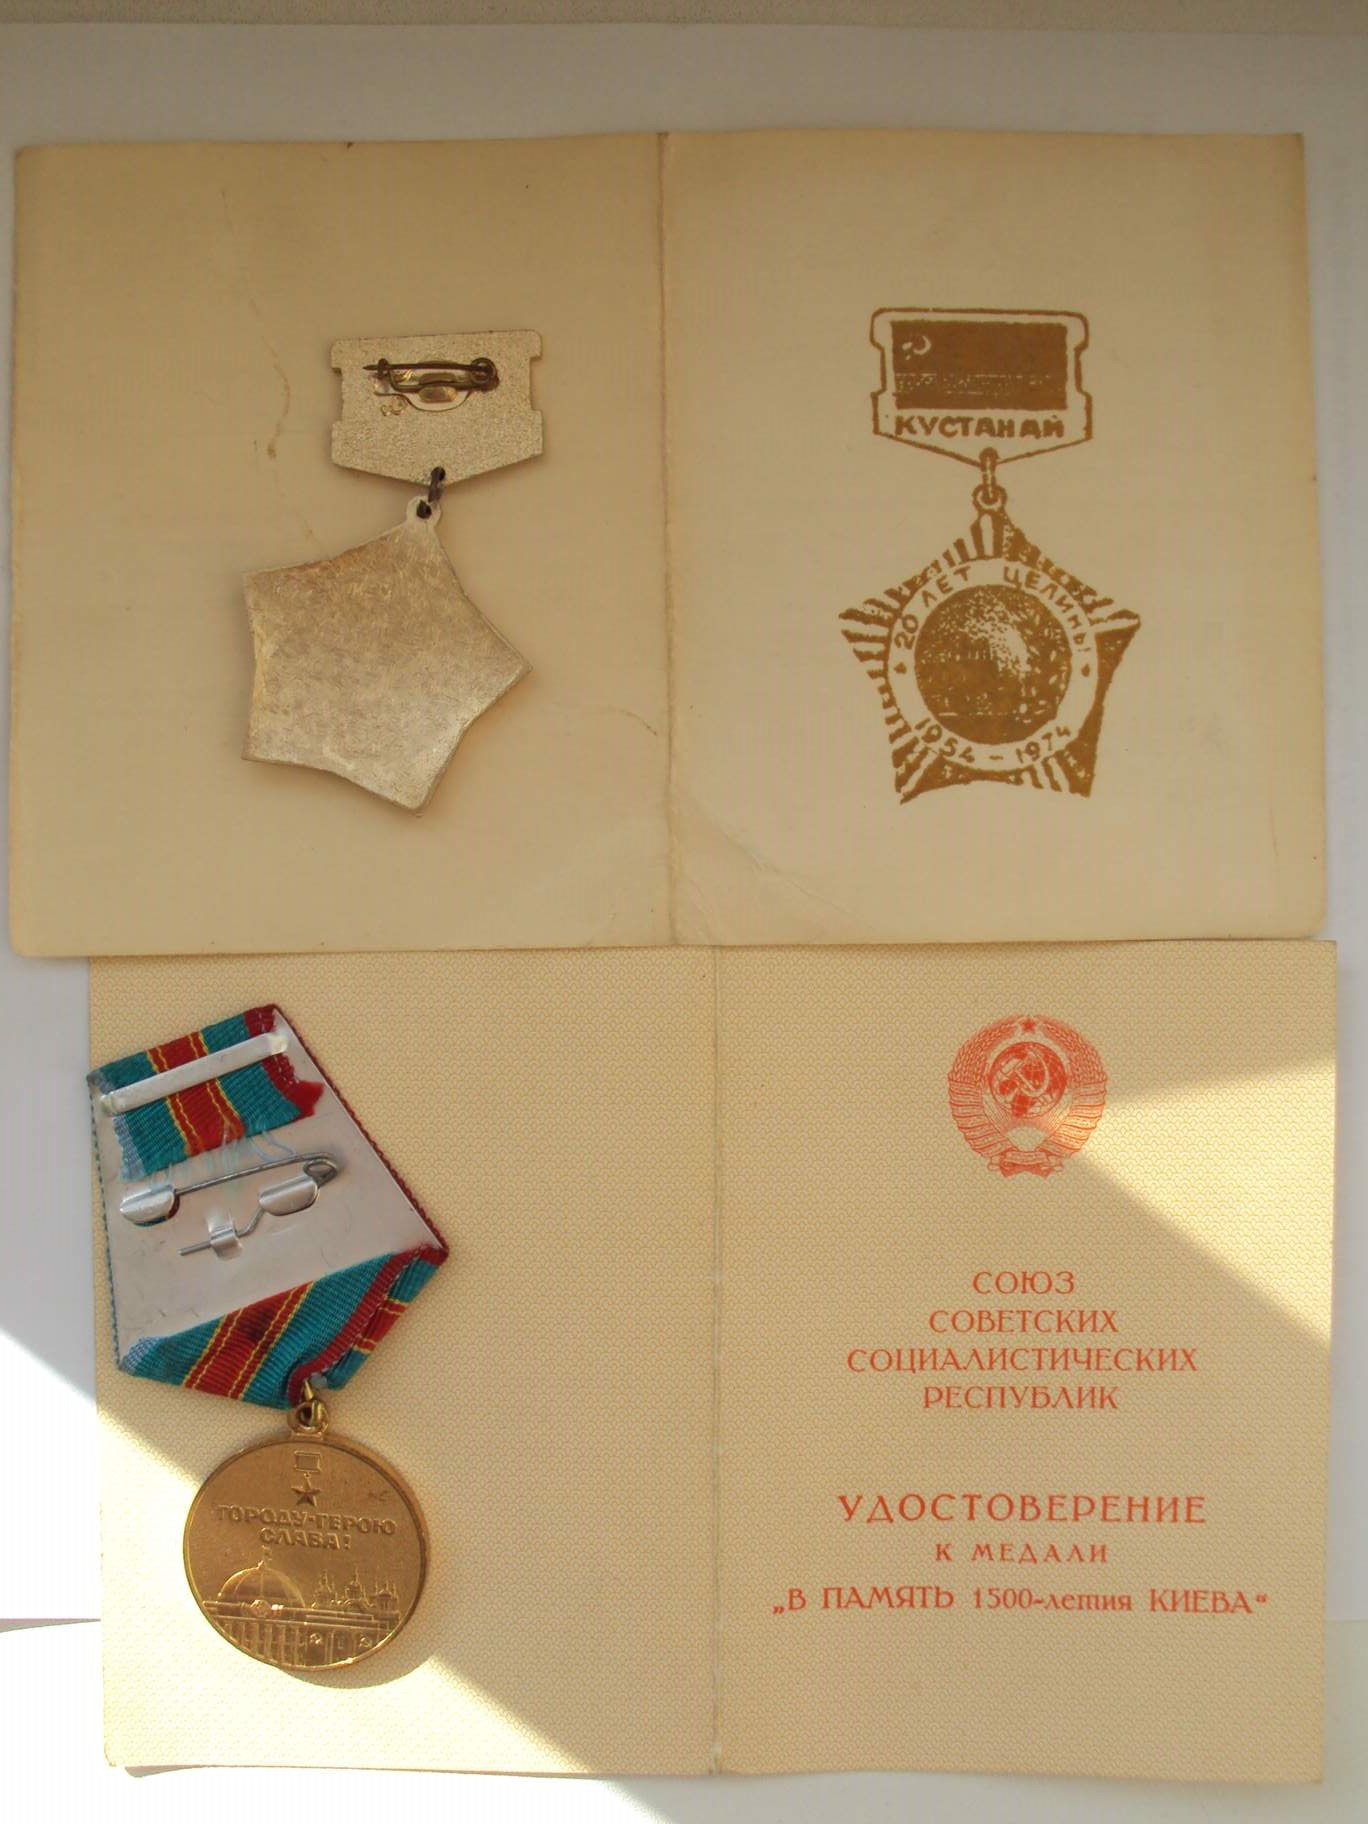 КУСТАНАЙ
20 ЛЕТ ЦЕЛИНЫ
1954-1974
СОЮЗ
СОВЕТСКИХ
СОЦИАЛИСТИЧЕСКИХ
РЕСПУБЛИК
ГОРОДУ-ГЕРОЮ
СЛАВА!
УДОСТОВЕРЕНИЕ
К МЕДАЛИ
„В ПАМЯТЬ 1500-летия КИЕВА“